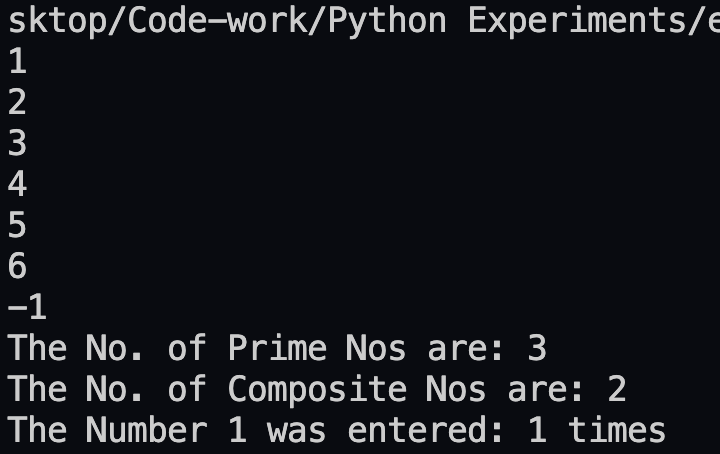 sktop/Code-work/Python Experiments/e
1
2
3
4
5
6
-1
The No. of Prime Nos are: 3
The No. of Composite Nos are: 2
The Number 1 was entered: 1 times